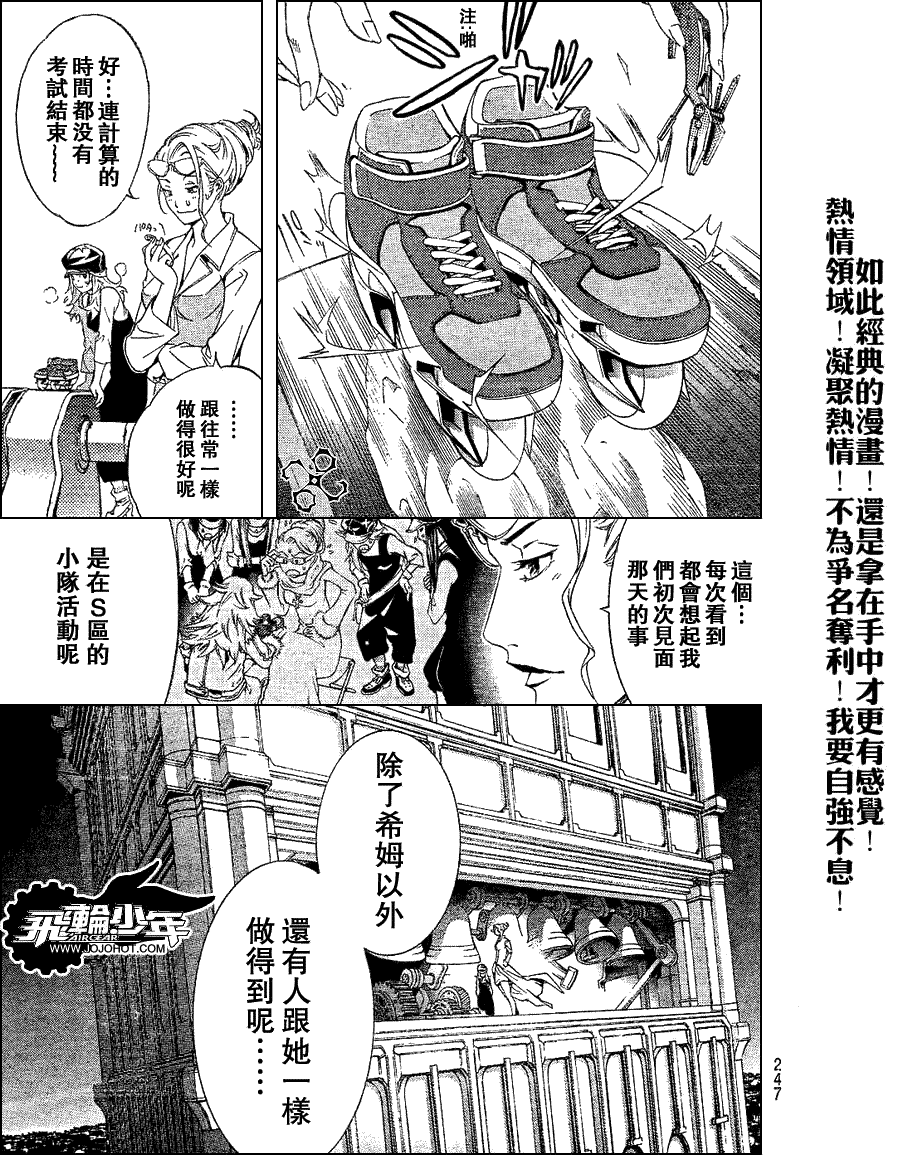 注:啪
好…連計算的
時間都没有
考試結束~~
……
跟往常一樣
做得很好呢
這個…
每次看到
都會想起我
們初次見面
那天的事
是在S區的
小隊活動呢
除了希姆以外
還有人跟她一樣
做得到呢……
飛輪少年
AIRGEAR
WWW.JOJOHOT.COM
如此經典的漫畫！還是拿在手中才更有感覺！
熱情領域！凝聚熱情！不為爭名奪利！我要自強不息！
247